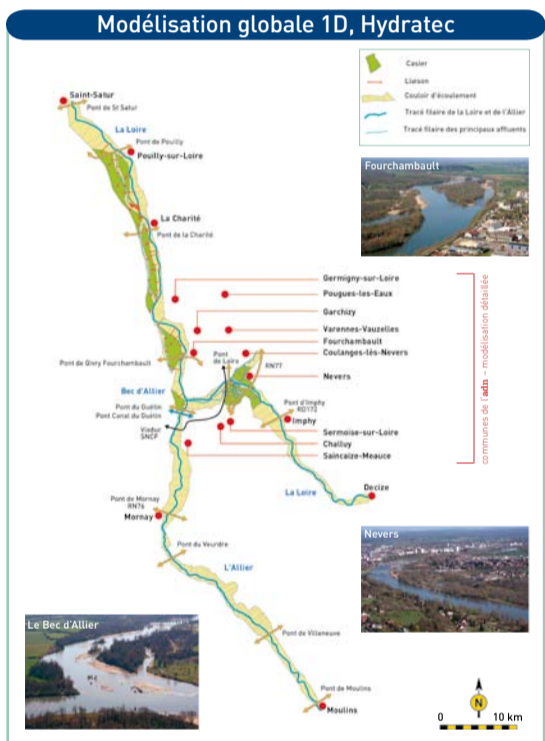 Modélisation globale 1D, Hydratec
Casier
Liaison
Couloir d'écoulement
Tracé filaire de la Loire et de l'Allier
Tracé filaire des principaux affluents
Saint-Satur
Pont de St Satur
La Loire
Pont de Pouilly
Pouilly-sur-Loire
Fourchambault
La Charité
Pont de la Charité
Germigny-sur-Loire
Pougues-les-Eaux
Garchizy
Varennes-Vauzelles
Fourchambault
Coulanges-lès-Nevers
Pont de Givry Fourchambault
Pont
de Loire
RN77
Nevers
communes de l'adn - modélisation détaillée
Bec d'Allier
Pont du Guétin
Pont Canal du Guétin
Viaduc
SNCF
Pont d'Imphy
RD172
Imphy
Sermoise-sur-Loire
Challuy
Saincaize-Meauce
Decize
La Loire
Pont de Mornay
RN76
Mornay
Pont du Veurdre
L'Allier
Nevers
Le Bec d'Allier
Pont de Villeneuve
Pont de Moulins
Moulins
N
0 10 km